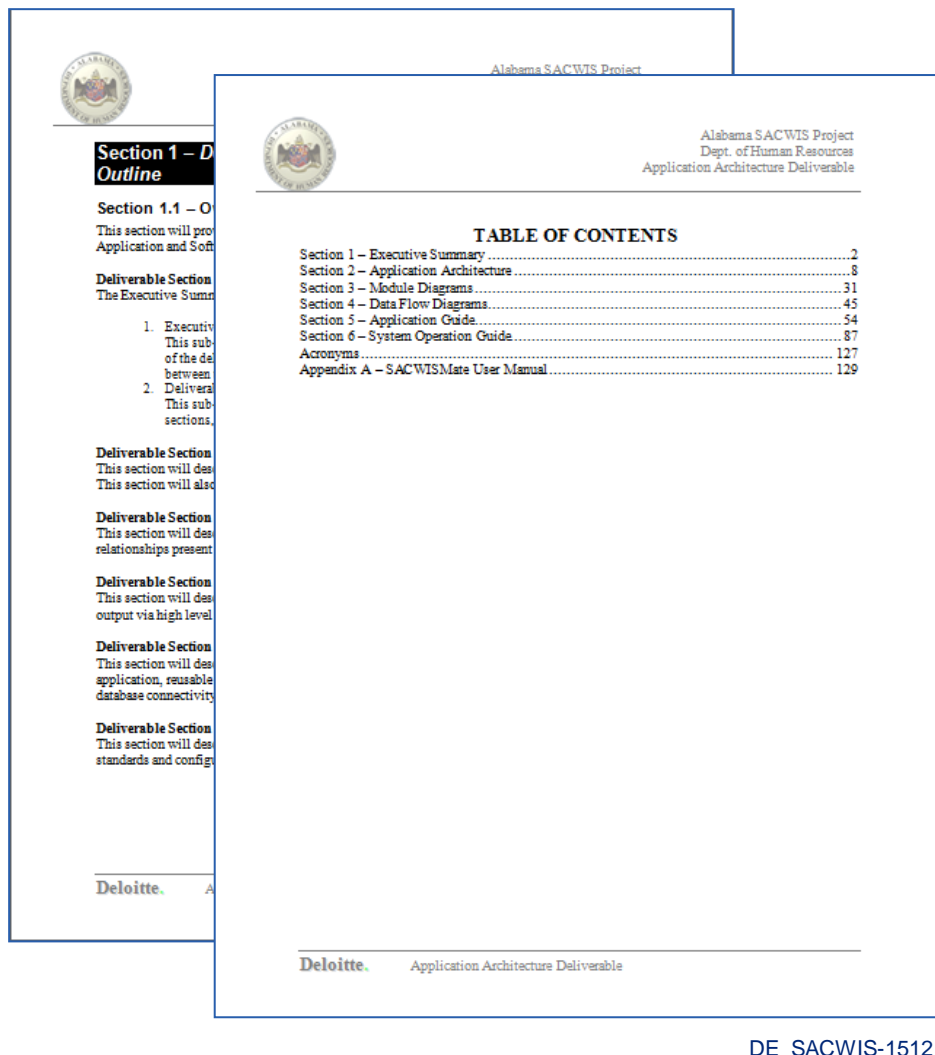 Alabama SACWIS Project
Section 1 – D
Outline
Section 1.1 – O
This section will pro
Application and Soft
Deliverable Section
The Executive Summ
1. Executiv
This sub-
of the del
between
2. Deliveral
This sub-
sections,
Deliverable Section
This section will des
This section will also
Deliverable Section
This section will des
relationships present
Deliverable Section
This section will des
output via high level
Deliverable Section
This section will des
application, reusable
database connectivity
Deliverable Section
This section will des
standards and config
Deloitte. A
Alabama SACWIS Project
Dept. of Human Resources
Application Architecture Deliverable
TABLE OF CONTENTS
Section 1 – Executive Summary ........ 2
Section 2 – Application Architecture ........ 8
Section 3 – Module Diagrams ........ 31
Section 4 – Data Flow Diagrams ........ 45
Section 5 – Application Guide ........ 54
Section 6 – System Operation Guide ........ 87
Acronyms ........ 127
Appendix A – SACWISMate User Manual ........ 129
Deloitte. Application Architecture Deliverable
DE_SACWIS-1512